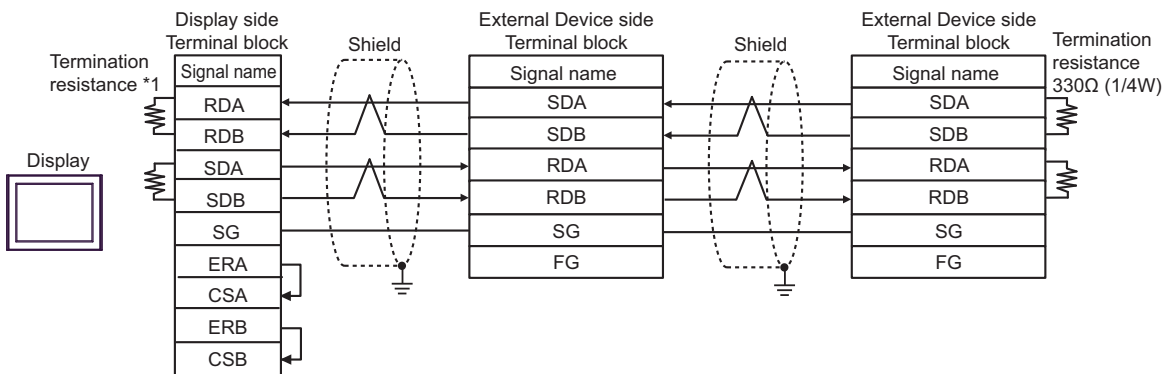 Display side
Terminal block
External Device side
Terminal block
External Device side
Terminal block
Shield
Shield
Termination
resistance *1
Termination
resistance
330Ω (1/4W)
Display
Signal name
RDA
RDB
SDA
SDB
SG
ERA
CSA
ERB
CSB
Signal name
SDA
SDB
RDA
RDB
SG
FG
Signal name
SDA
SDB
RDA
RDB
SG
FG